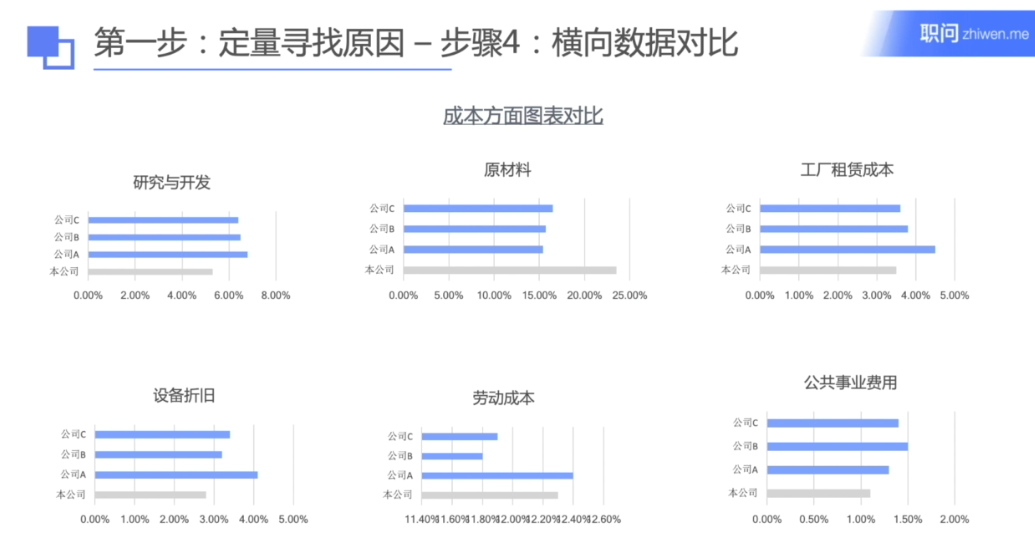 第一步：定量寻找原因 – 步骤4：横向数据对比
职问 zhiwen.me
成本方面图表对比
研究与开发
公司C
公司B
公司A
本公司
0.00% 2.00% 4.00% 6.00% 8.00%
原材料
公司C
公司B
公司A
本公司
0.00% 5.00% 10.00% 15.00% 20.00% 25.00%
工厂租赁成本
公司C
公司B
公司A
本公司
0.00% 1.00% 2.00% 3.00% 4.00% 5.00%
设备折旧
公司C
公司B
公司A
本公司
0.00% 1.00% 2.00% 3.00% 4.00% 5.00%
劳动成本
公司C
公司B
公司A
本公司
11.40% 11.60% 11.80% 12.00% 12.20% 12.40% 12.60%
公共事业费用
公司C
公司B
公司A
本公司
0.00% 0.50% 1.00% 1.50% 2.00%